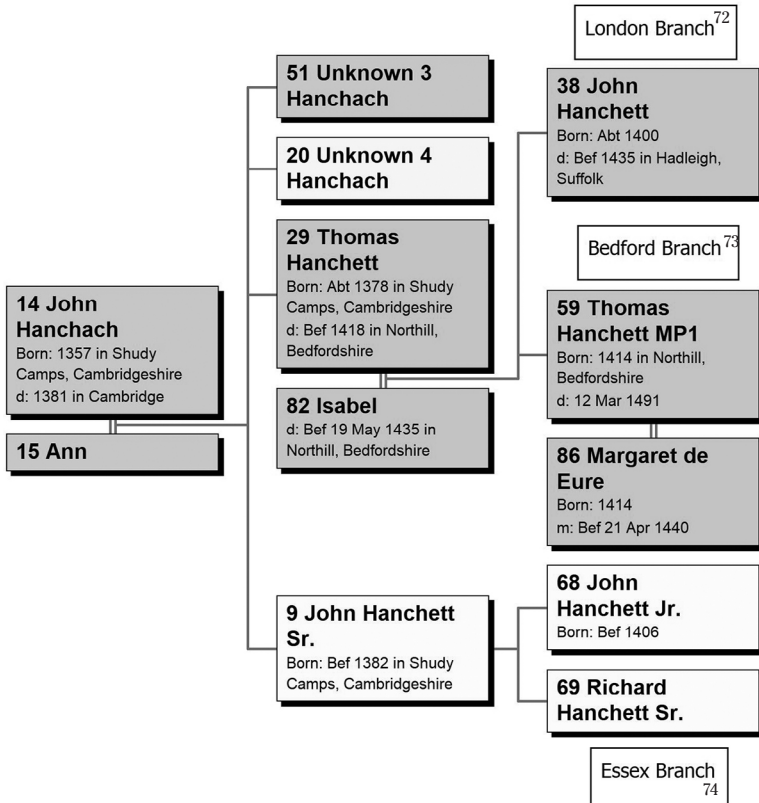 London Branch72
51 Unknown 3
Hanchach
38 John
Hanchett
Born: Abt 1400
d: Bef 1435 in Hadleigh,
Suffolk
20 Unknown 4
Hanchach
29 Thomas
Hanchett
Born: Abt 1378 in Shudy
Camps, Cambridgeshire
d: Bef 1418 in Northill,
Bedfordshire
Bedford Branch73
14 John
Hanchach
Born: 1357 in Shudy
Camps, Cambridgeshire
d: 1381 in Cambridge
59 Thomas
Hanchett MP1
Born: 1414 in Northill,
Bedfordshire
d: 12 Mar 1491
82 Isabel
d: Bef 19 May 1435 in
Northill, Bedfordshire
15 Ann
86 Margaret de
Eure
Born: 1414
m: Bef 21 Apr 1440
9 John Hanchett
Sr.
Born: Bef 1382 in Shudy
Camps, Cambridgeshire
68 John
Hanchett Jr.
Born: Bef 1406
69 Richard
Hanchett Sr.
Essex Branch
74